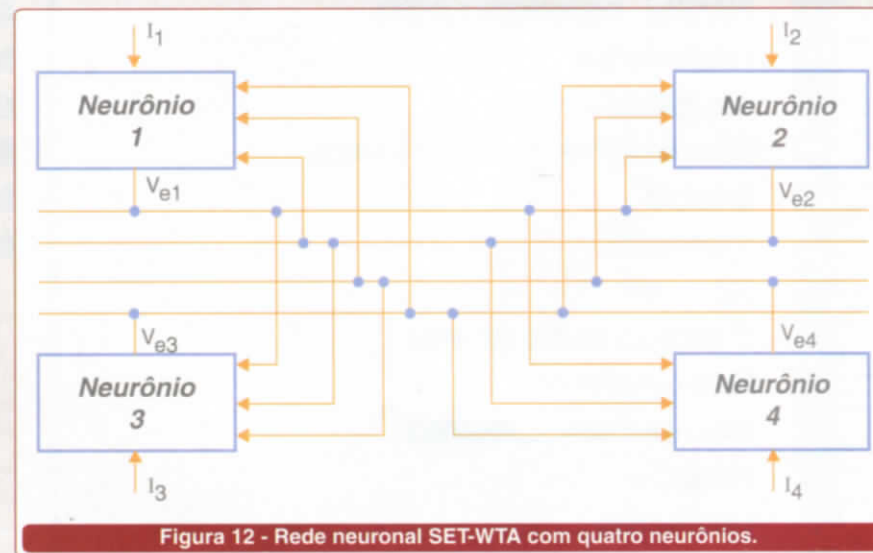 I1
I2
Neurônio
1
Neurônio
2
Ve1
Ve2
Ve3
Ve4
Neurônio
3
Neurônio
4
I3
I4
Figura 12 - Rede neuronal SET-WTA com quatro neurônios.